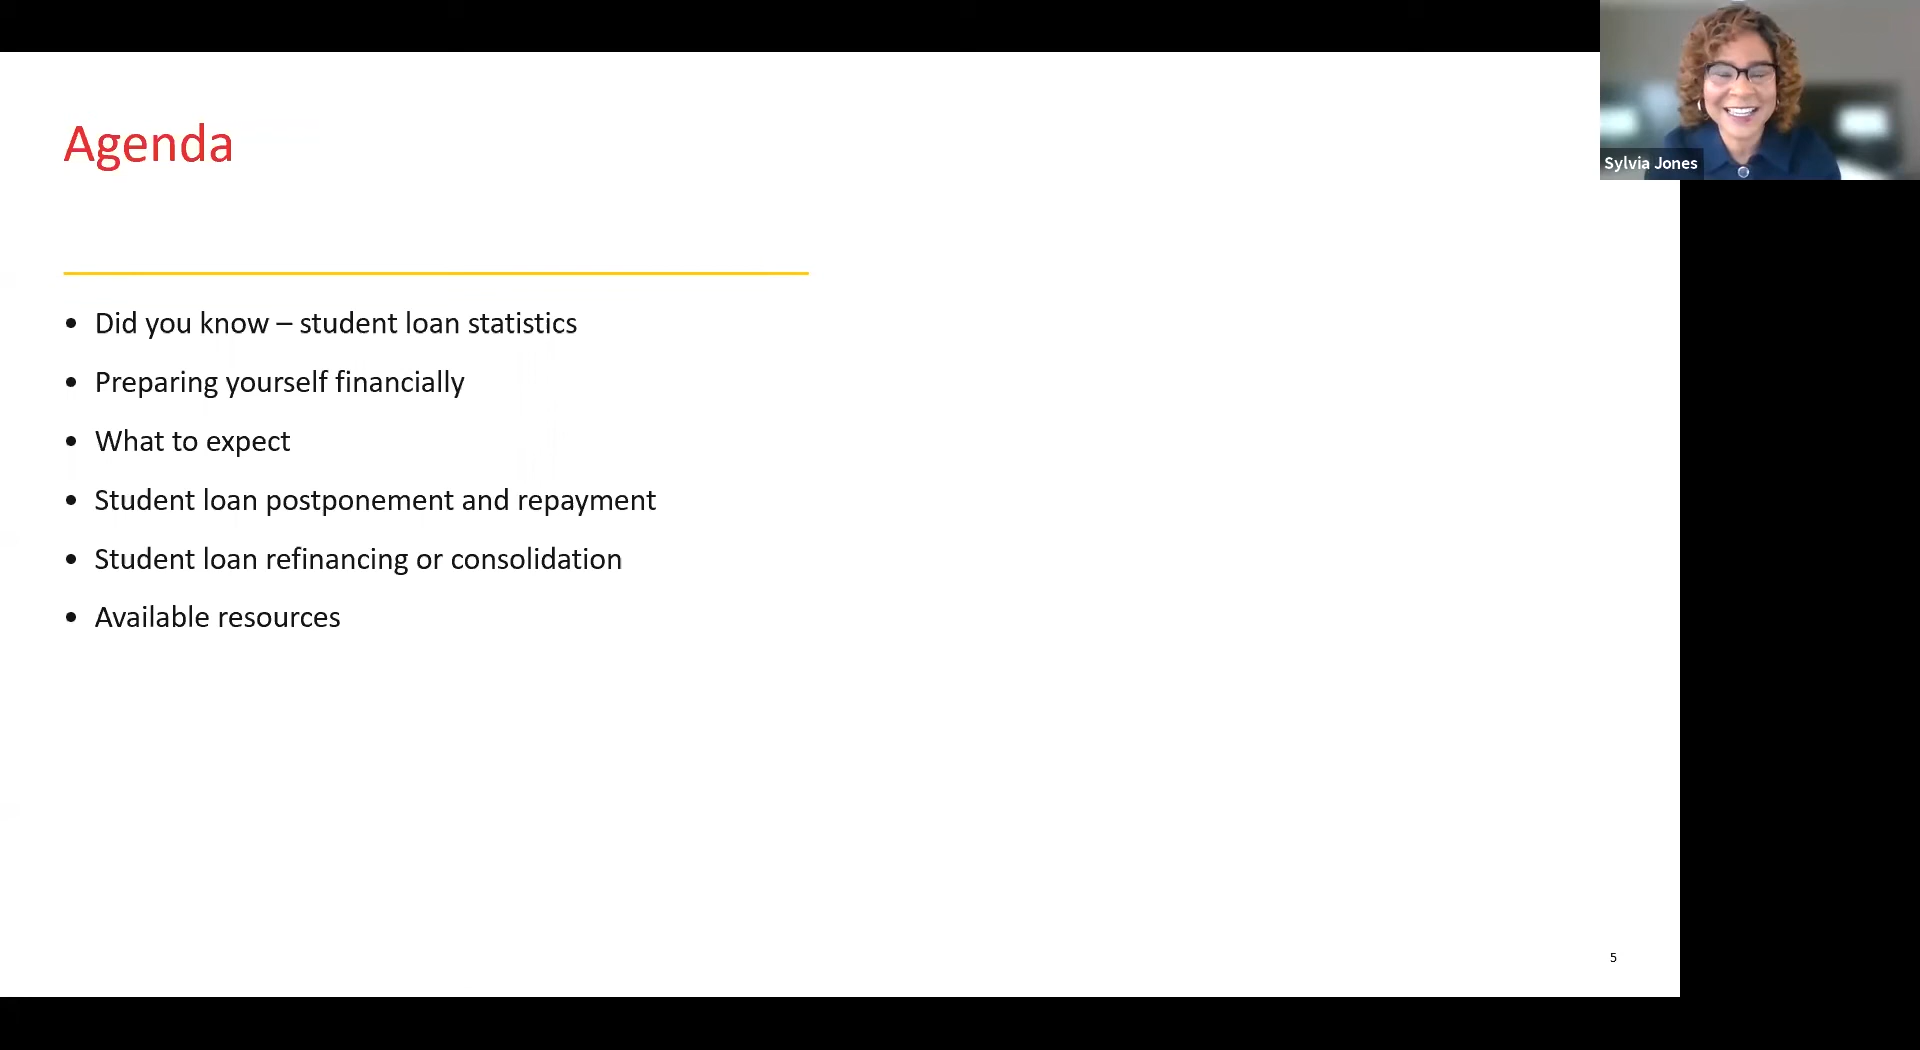 Agenda
• Did you know – student loan statistics
• Preparing yourself financially
• What to expect
• Student loan postponement and repayment
• Student loan refinancing or consolidation
• Available resources
5
Sylvia Jones